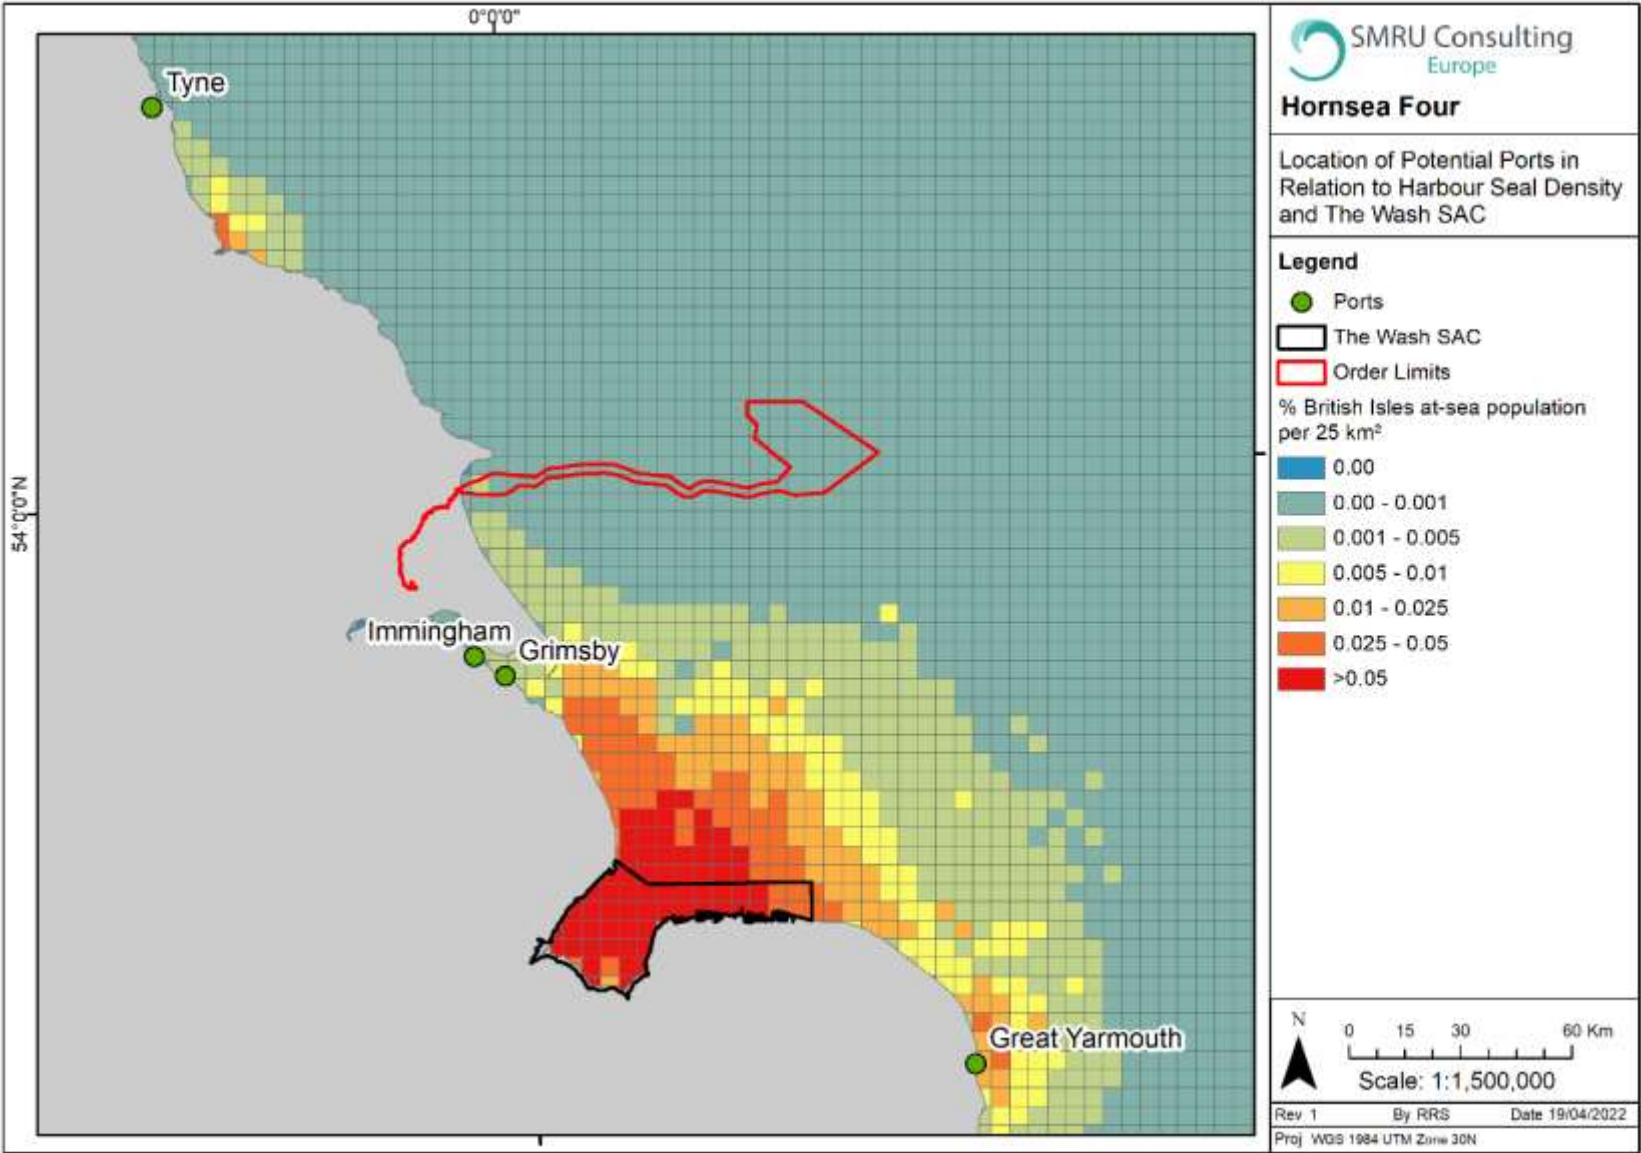 0°0'0"
Tyne
54°0'0"N
Immingham
Grimsby
Great Yarmouth
SMRU Consulting
Europe
Hornsea Four
Location of Potential Ports in
Relation to Harbour Seal Density
and The Wash SAC
Legend
Ports
The Wash SAC
Order Limits
% British Isles at-sea population
per 25 km²
0.00
0.00 - 0.001
0.001 - 0.005
0.005 - 0.01
0.01 - 0.025
0.025 - 0.05
>0.05
N
0 15 30 60 Km
Scale: 1:1,500,000
Rev 1 By RRS Date 19/04/2022
Proj WGS 1984 UTM Zone 30N